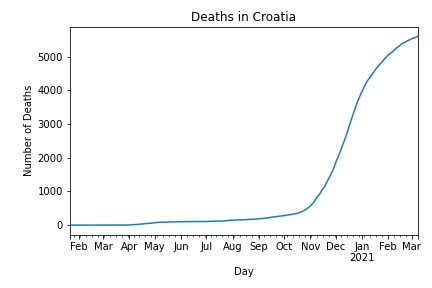 Deaths in Croatia
Number of Deaths
5000
4000
3000
2000
1000
0
Feb Mar Apr May Jun Jul Aug Sep Oct Nov Dec Jan Feb Mar
2021
Day